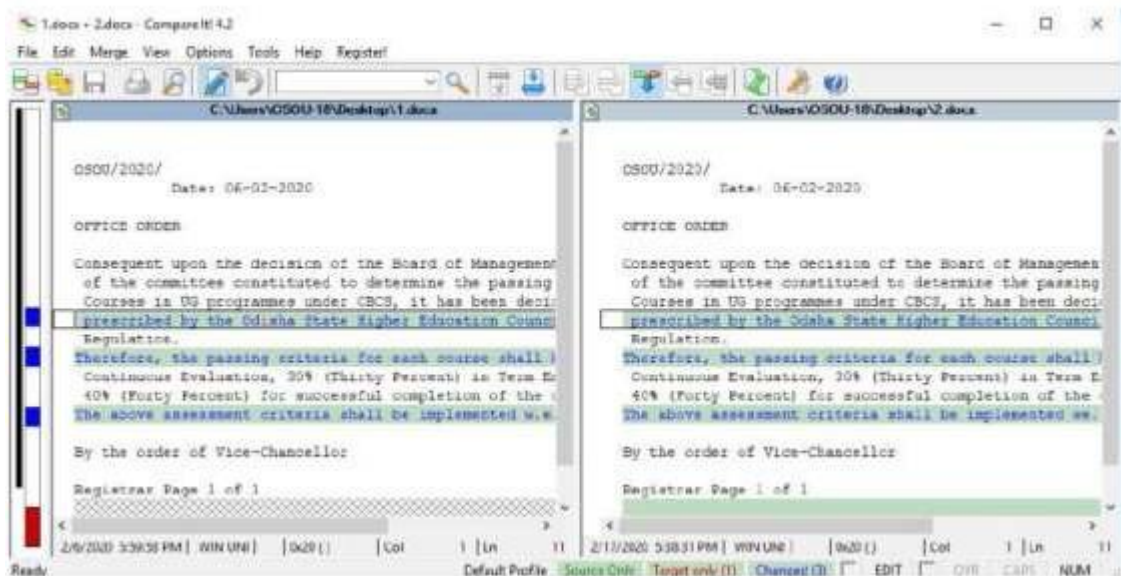 1.docx + 2.docx - Compare It! 4.2
File Edit Merge View Options Tools Help Register!
C:\Users\OSOU-18\Desktop\1.docx
OSOU/2020/
Date: 06-02-2020
OFFICE ORDER
Consequent upon the decision of the Board of Management
of the committee constituted to determine the passing
Courses in UG programmes under CBCS, it has been deci
prescribed by the Odisha State Higher Education Counc
Regulation.
Therefore, the passing criteria for each course shall
Continuous Evaluation, 30% (Thirty Percent) in Term E
40% (Forty Percent) for successful completion of the
The above assessment criteria shall be implemented w.e.
By the order of Vice-Chancellor
Registrar Page 1 of 1
2/6/2020 5:59:58 PM WIN UNI 0x20 ( ) Col 1 Ln 11
C:\Users\OSOU-18\Desktop\2.docx
OSOU/2020/
Date: 06-02-2020
OFFICE ORDER
Consequent upon the decision of the Board of Managemen
of the committee constituted to determine the passing
Courses in UG programmes under CBCS, it has been deci
prescribed by the Odsha State Higher Education Counci
Regulation.
Therefore, the passing criteria for each course shall
Continuous Evaluation, 30% (Thirty Percent) in Term E
40% (Forty Percent) for successful completion of the
The above assessment criteria shall be implemented we.
By the order of Vice-Chancellor
Registrar Page 1 of 1
2/17/2020 5:38:31 PM WIN UNI 0x20 ( ) Col 1 Ln 11
Ready Default Profile Source Only Target only (1) Changed (3) EDIT OVR CAPS NUM